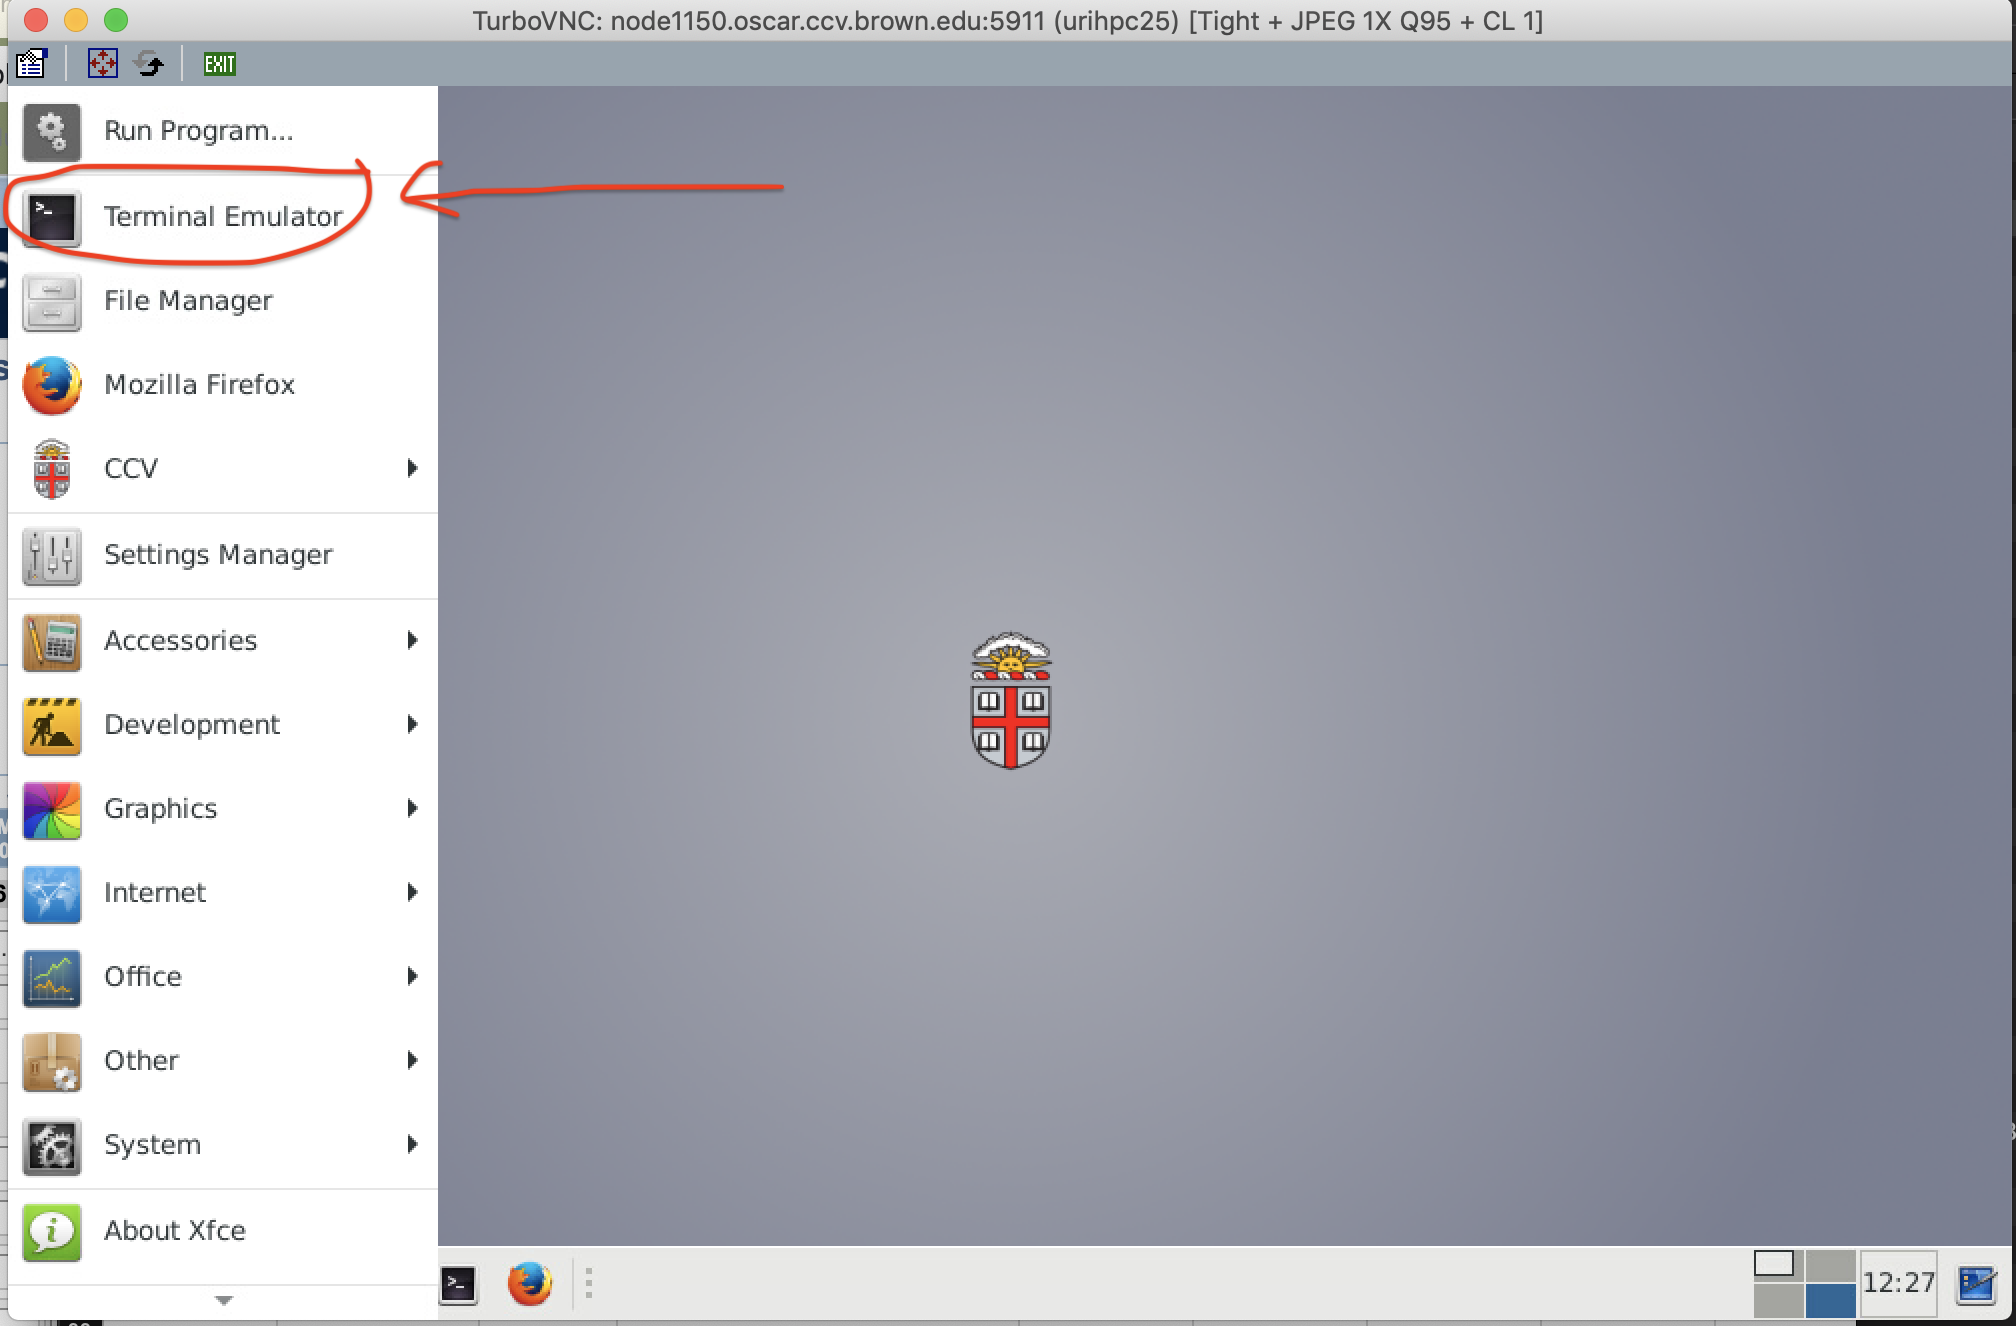 TurboVNC: node1150.oscar.ccv.brown.edu:5911 (urihpc25) [Tight + JPEG 1X Q95 + CL 1]
EXIT
Run Program...
>_
Terminal Emulator
File Manager
Mozilla Firefox
CCV
Settings Manager
Accessories
Development
Graphics
Internet
Office
Other
System
i
About Xfce
>_
12:27